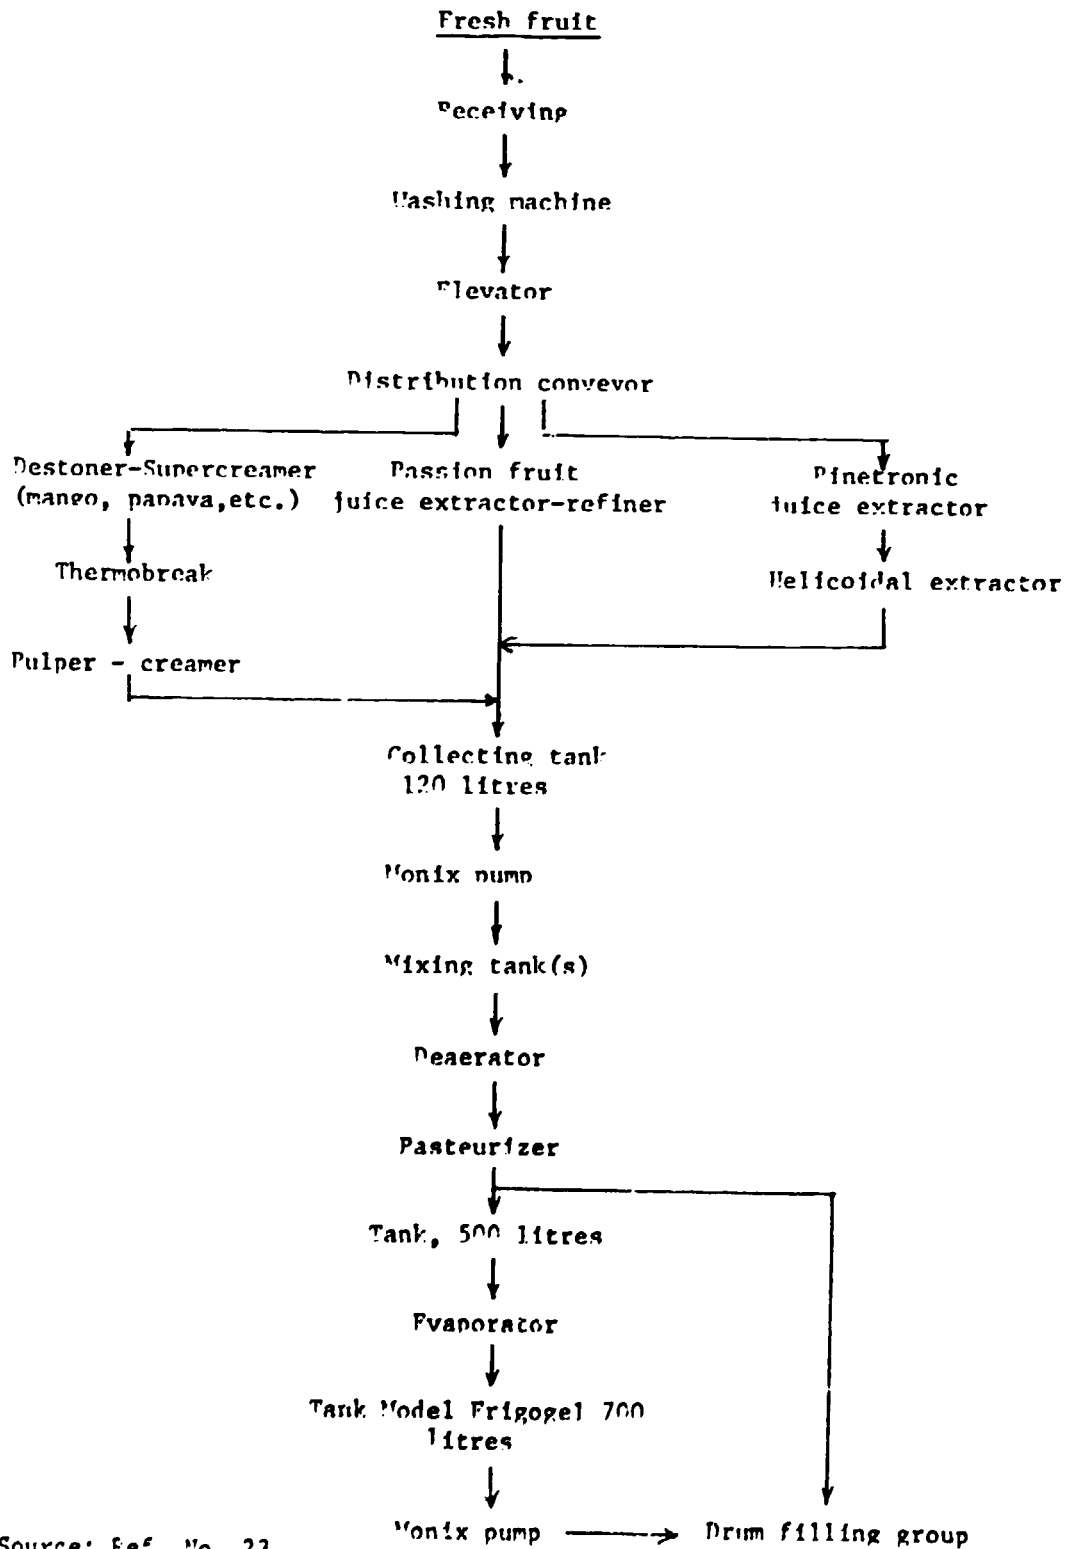 Fresh fruit
Receiving
Washing machine
Elevator
Distribution conveyor
Destoner-Supercreamer
(mango, papaya,etc.)
Passion fruit
juice extractor-refiner
Pinetronic
juice extractor
Thermobreak
Helicoidal extractor
Pulper - creamer
Collecting tank
120 litres
Monix pump
Mixing tank(s)
Deaerator
Pasteurizer
Tank, 500 litres
Evaporator
Tank Model Frigogel 700
litres
Monix pump
Drum filling group
Source: Ref. No. 23